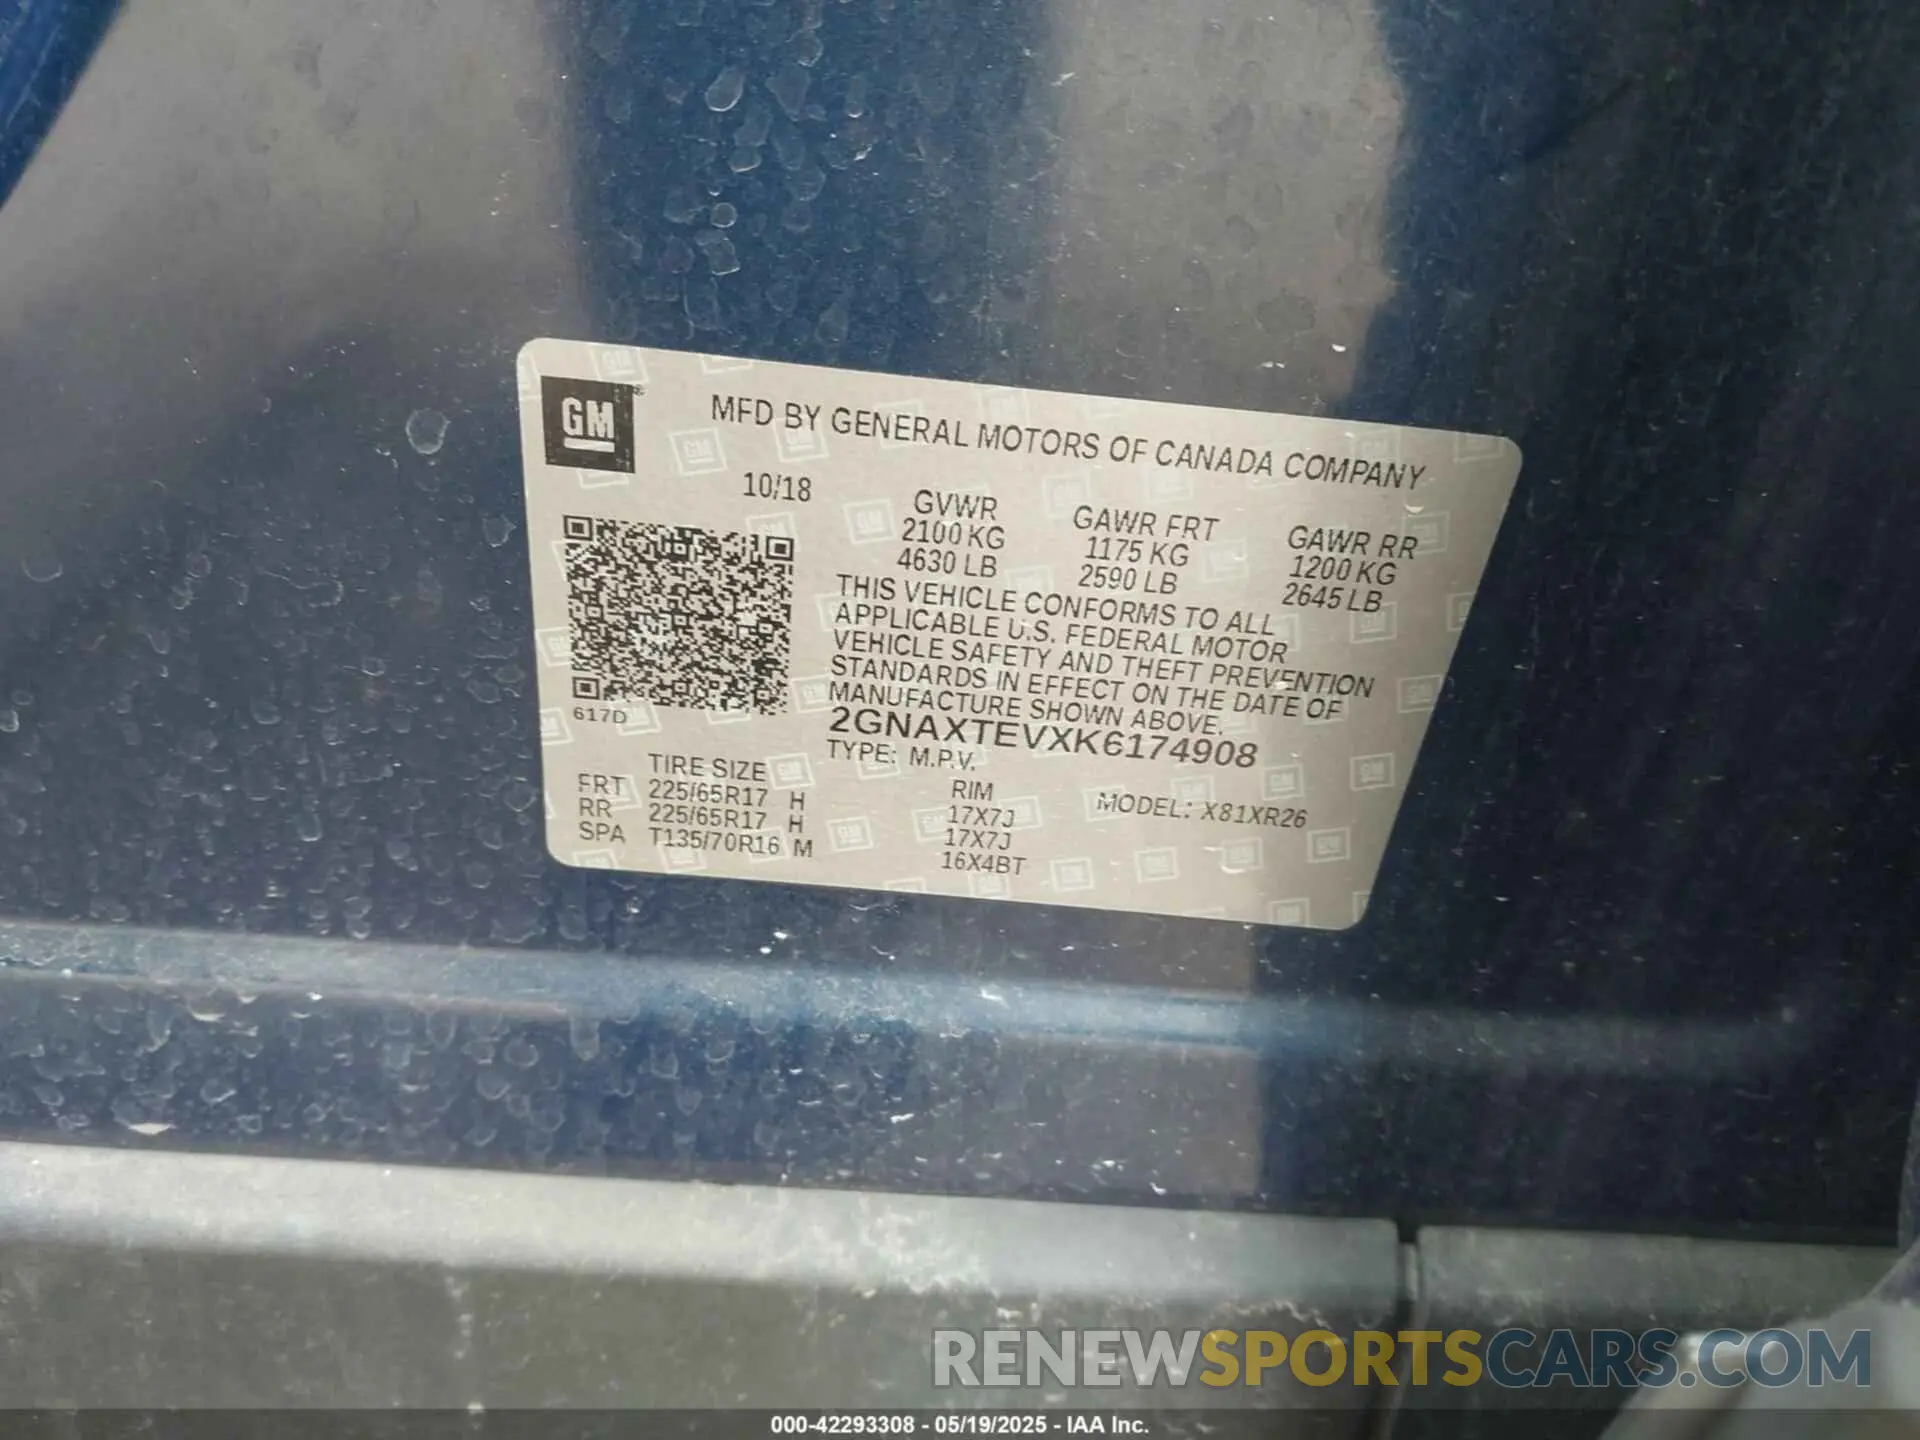 GM
MFD BY GENERAL MOTORS OF CANADA COMPANY
10/18
GVWR
2100 KG
4630 LB
GAWR FRT
1175 KG
2590 LB
GAWR RR
1200 KG
2645 LB
THIS VEHICLE CONFORMS TO ALL
APPLICABLE U.S. FEDERAL MOTOR
VEHICLE SAFETY AND THEFT PREVENTION
STANDARDS IN EFFECT ON THE DATE OF
MANUFACTURE SHOWN ABOVE.
617D
2GNAXTEVXK6174908
TYPE: M.P.V.
MODEL: X81XR26
TIRE SIZE RIM
FRT 225/65R17 H 17X7J
RR 225/65R17 H 17X7J
SPA T135/70R16 M 16X4BT
RENEWSPORTSCARS.COM
000-42293308 - 05/19/2025 - IAA Inc.